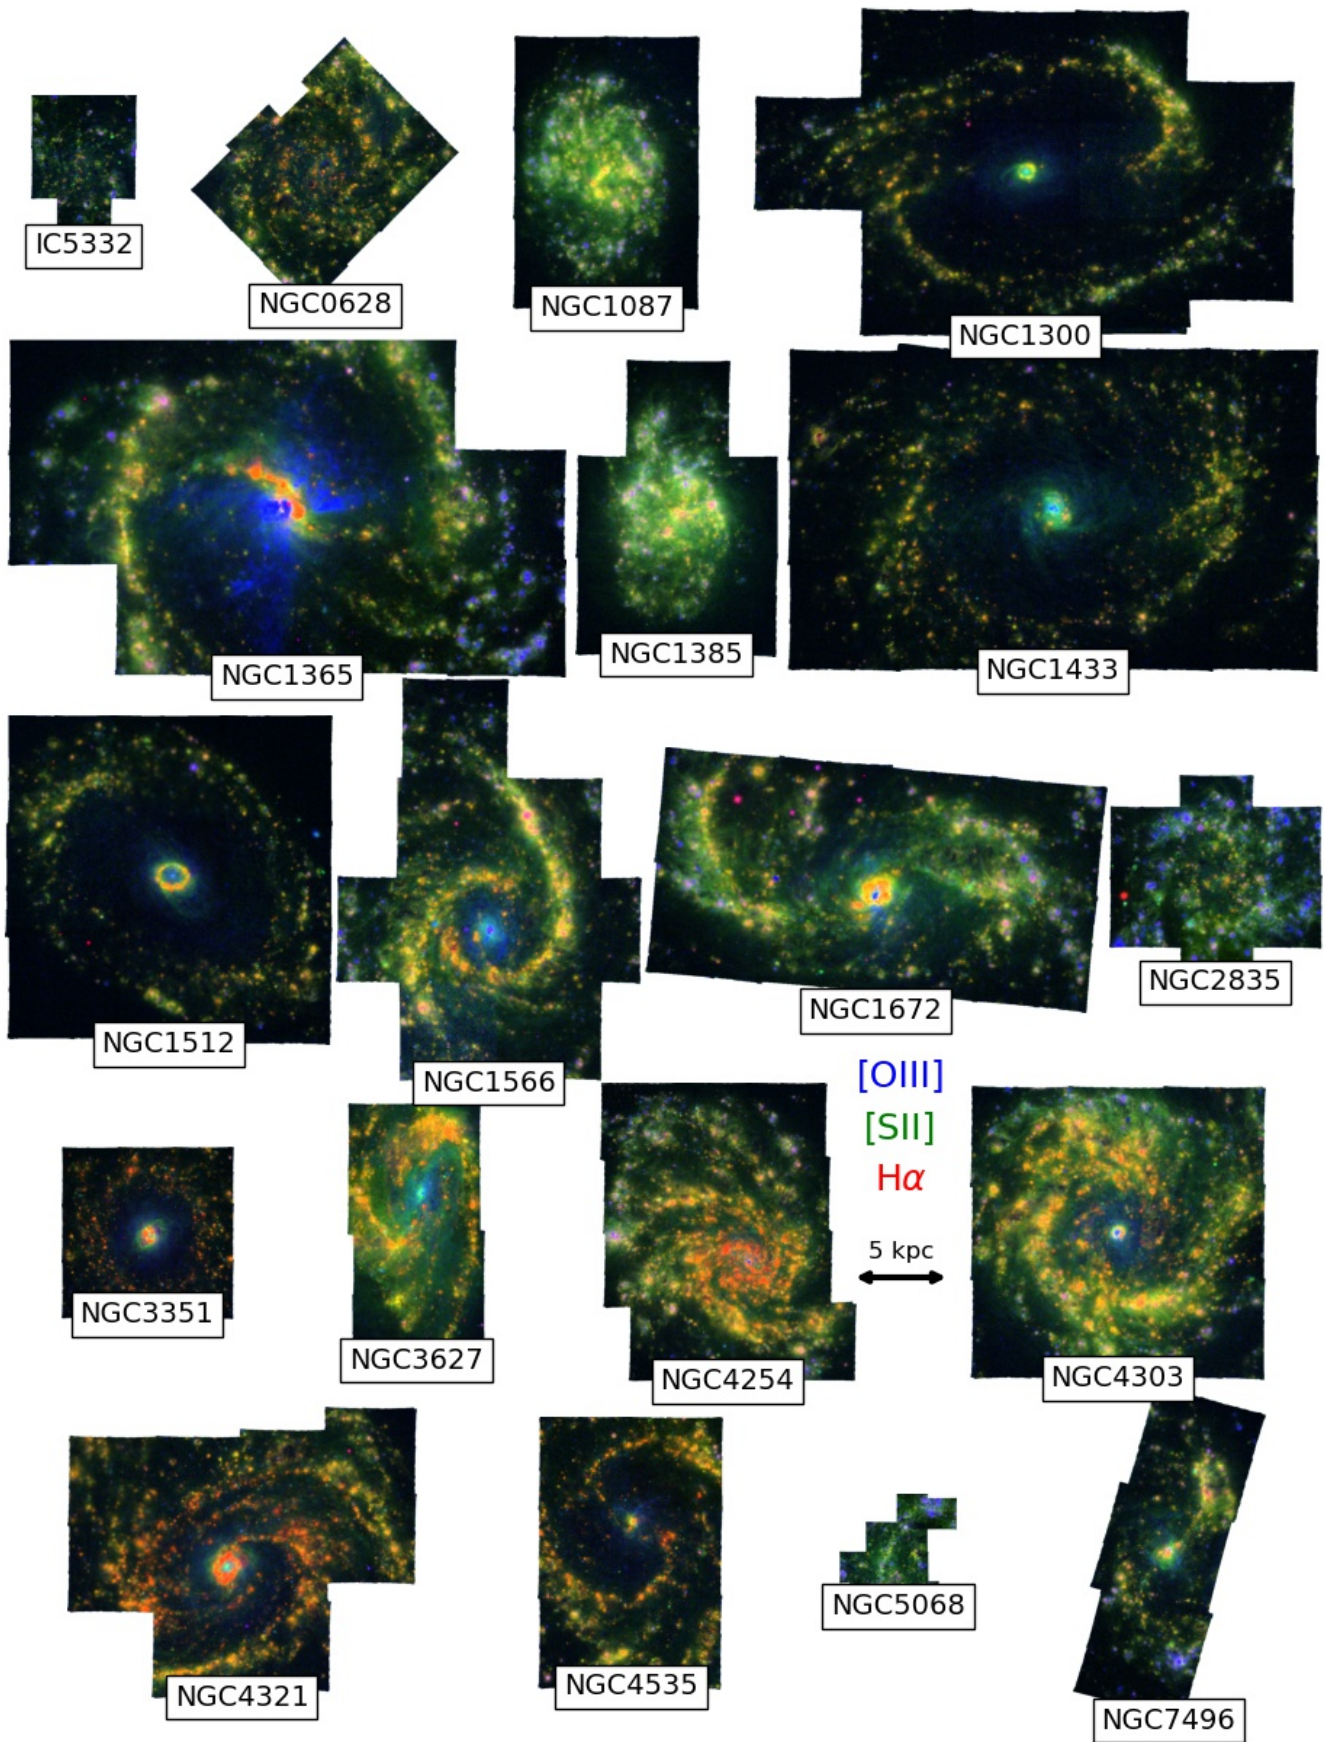 IC5332
NGC0628
NGC1087
NGC1300
NGC1365
NGC1385
NGC1433
NGC1512
NGC1566
NGC1672
NGC2835
[OIII]
[SII]
Hα
5 kpc
NGC3351
NGC3627
NGC4254
NGC4303
NGC4321
NGC4535
NGC5068
NGC7496